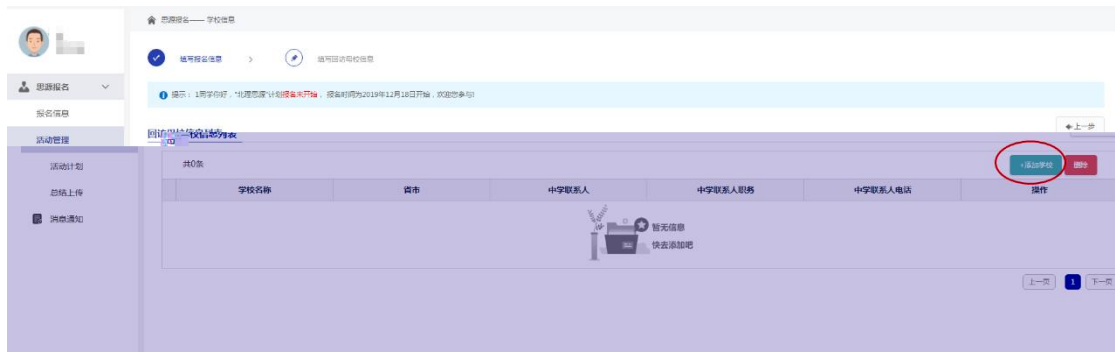 思源报名—— 学校信息
填写报名信息
填写回访母校信息
思源报名
提示： 1同学你好，"北理思源"计划报名未开始， 报名时间为2019年12月18日开始，欢迎您参与!
报名信息
活动管理
上一步
活动计划
共0条
+添加学校
删除
学校名称 省市 中学联系人 中学联系人职务 中学联系人电话 操作
总结上传
消息通知
暂无信息
快去添加吧
上一页 1 下一页